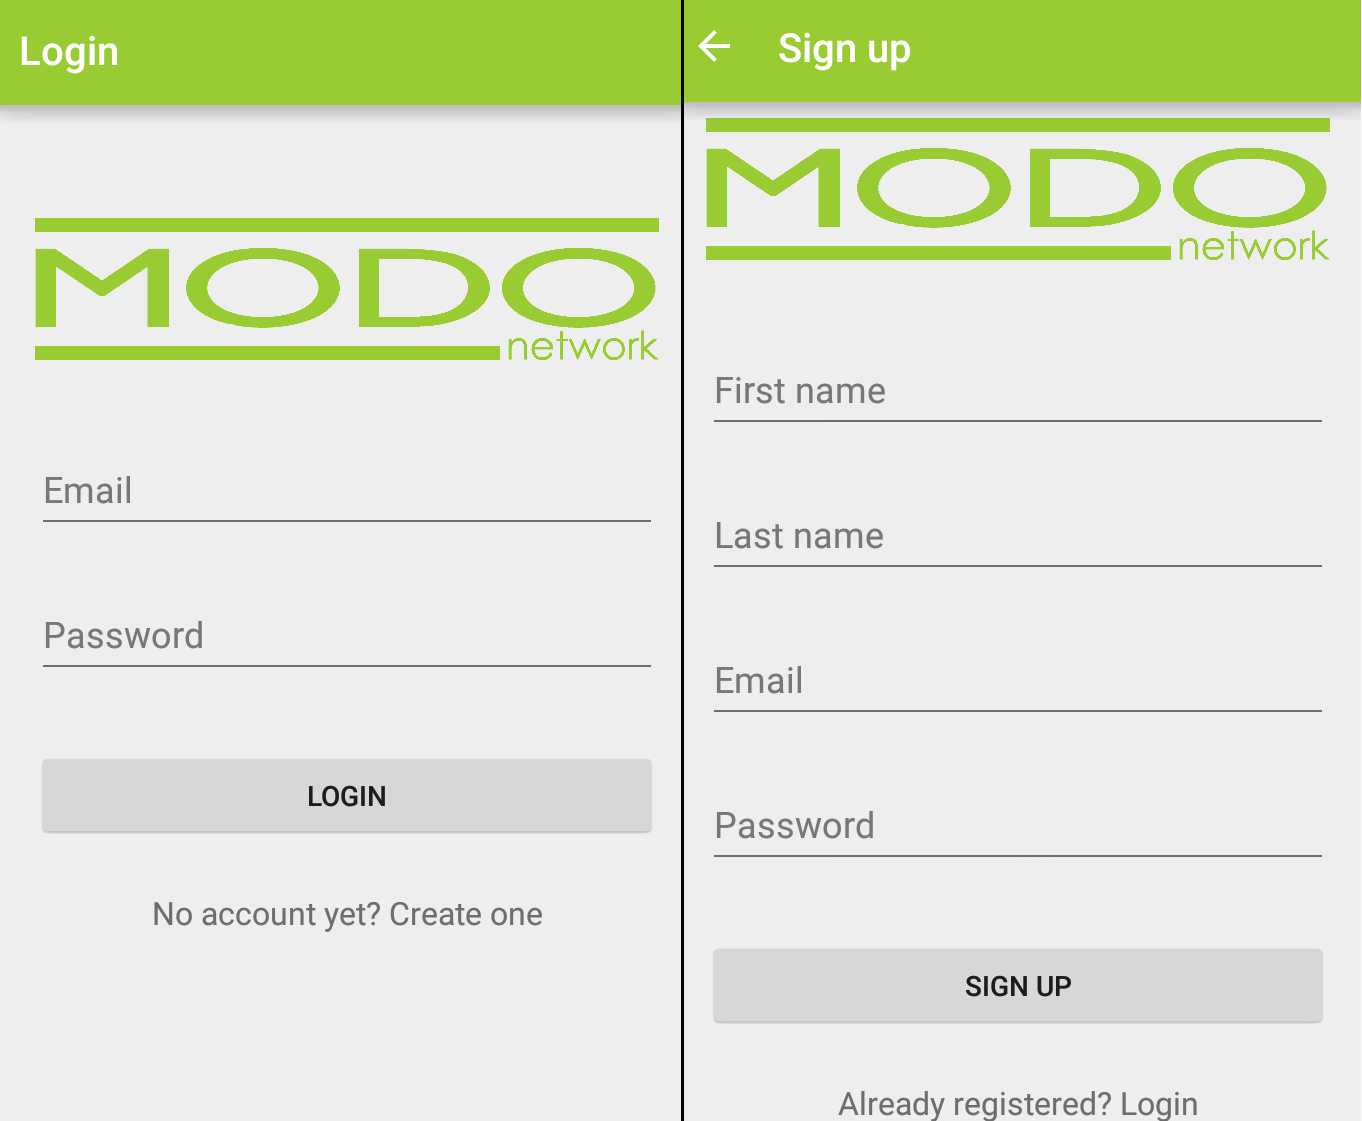 Login
MODO
network
Email
Password
LOGIN
No account yet? Create one
Sign up
MODO
network
First name
Last name
Email
Password
SIGN UP
Already registered? Login